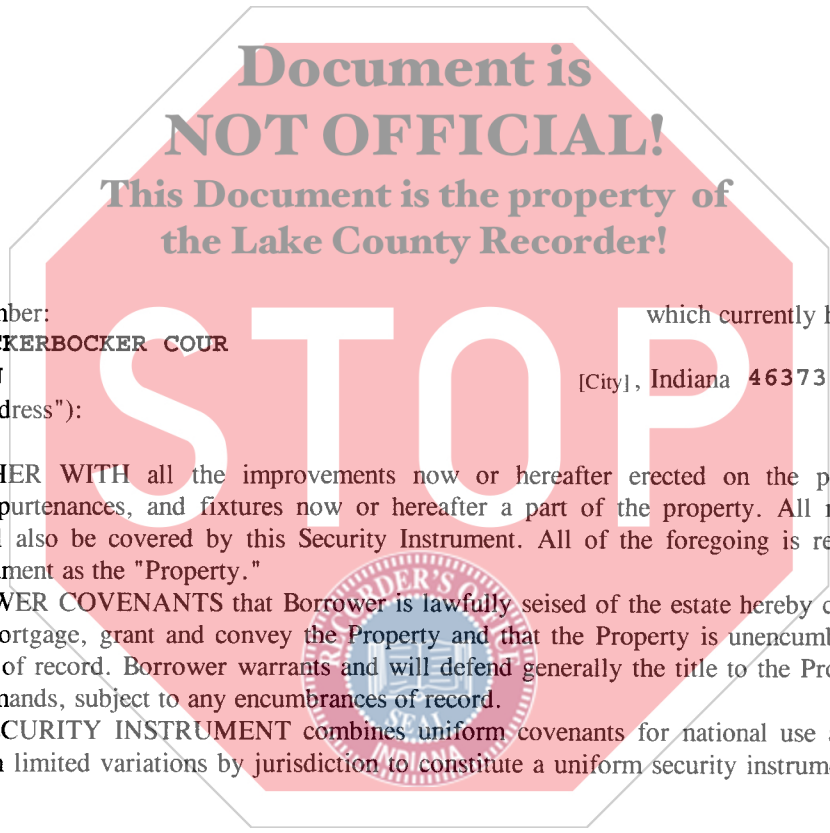 Document is
NOT OFFICIAL!
This Document is the property of
the Lake County Recorder!
STOP
nber: which currently h
CKERBOCKER COUR
N
[City], Indiana 46373
dress"):
HER WITH all the improvements now or hereafter erected on the p
purtenances, and fixtures now or hereafter a part of the property. All r
l also be covered by this Security Instrument. All of the foregoing is re
ment as the "Property."
WER COVENANTS that Borrower is lawfully seised of the estate hereby c
ortgage, grant and convey the Property and that the Property is unencumb
of record. Borrower warrants and will defend generally the title to the Pro
nands, subject to any encumbrances of record.
CURITY INSTRUMENT combines uniform covenants for national use a
n limited variations by jurisdiction to constitute a uniform security instrum
RECORDER'S OFFICE
SEAL
INDIANA